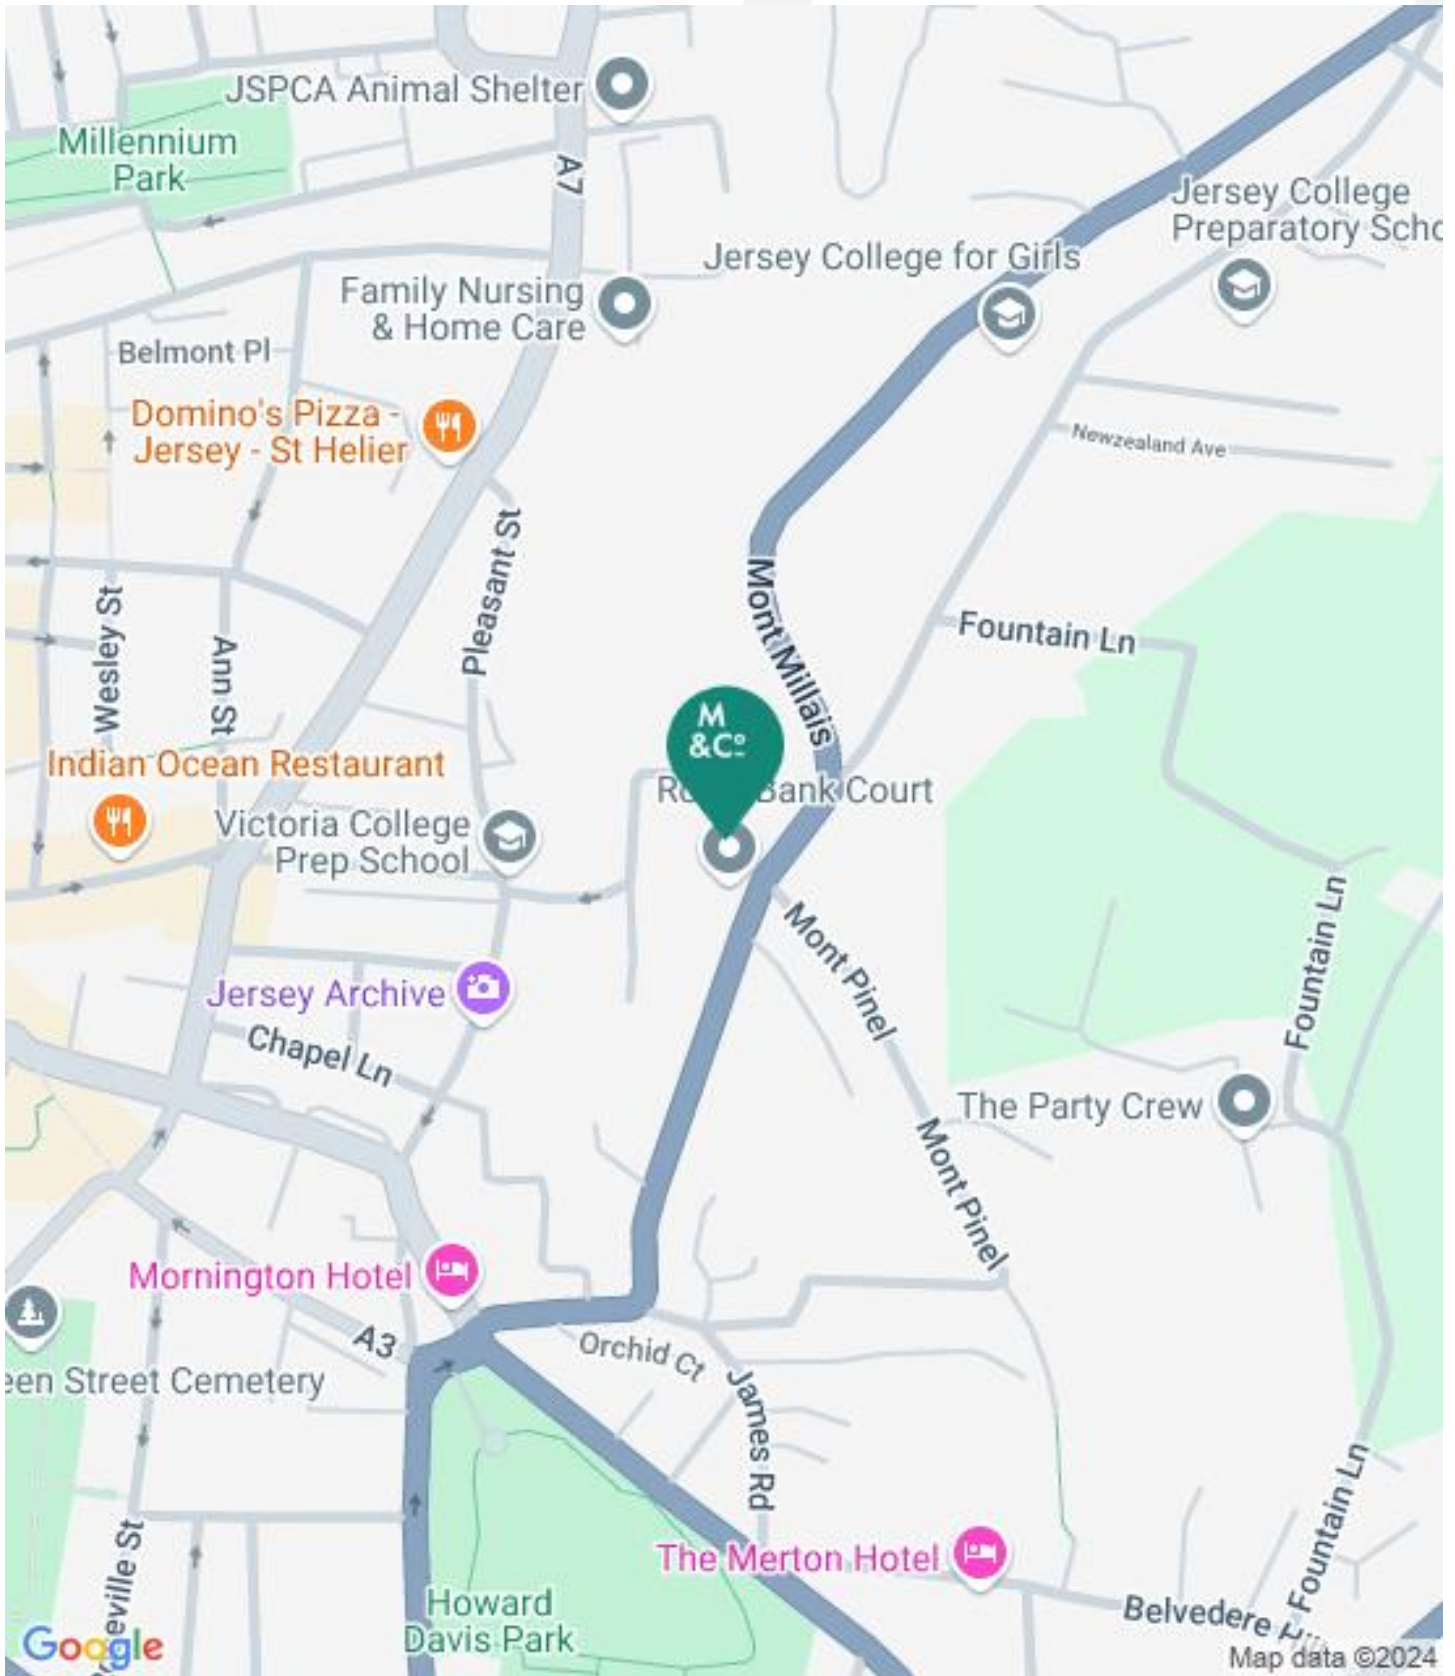 JSPCA Animal Shelter
Millennium
Park
A7
Jersey College
Preparatory Scho
Jersey College for Girls
Family Nursing
& Home Care
Belmont Pl
Domino's Pizza -
Jersey - St Helier
Newzealand Ave
Pleasant St
Mont Millais
Wesley St
Ann St
Fountain Ln
M
&Co
Indian Ocean Restaurant
Bank Court
Victoria College
Prep School
Mont Pinel
Fountain Ln
Jersey Archive
Chapel Ln
The Party Crew
Mont Pinel
Mornington Hotel
A3
Orchid Ct
een Street Cemetery
James Rd
Fountain Ln
The Merton Hotel
eville St
Howard
Davis Park
Belvedere
Google
Map data ©2024